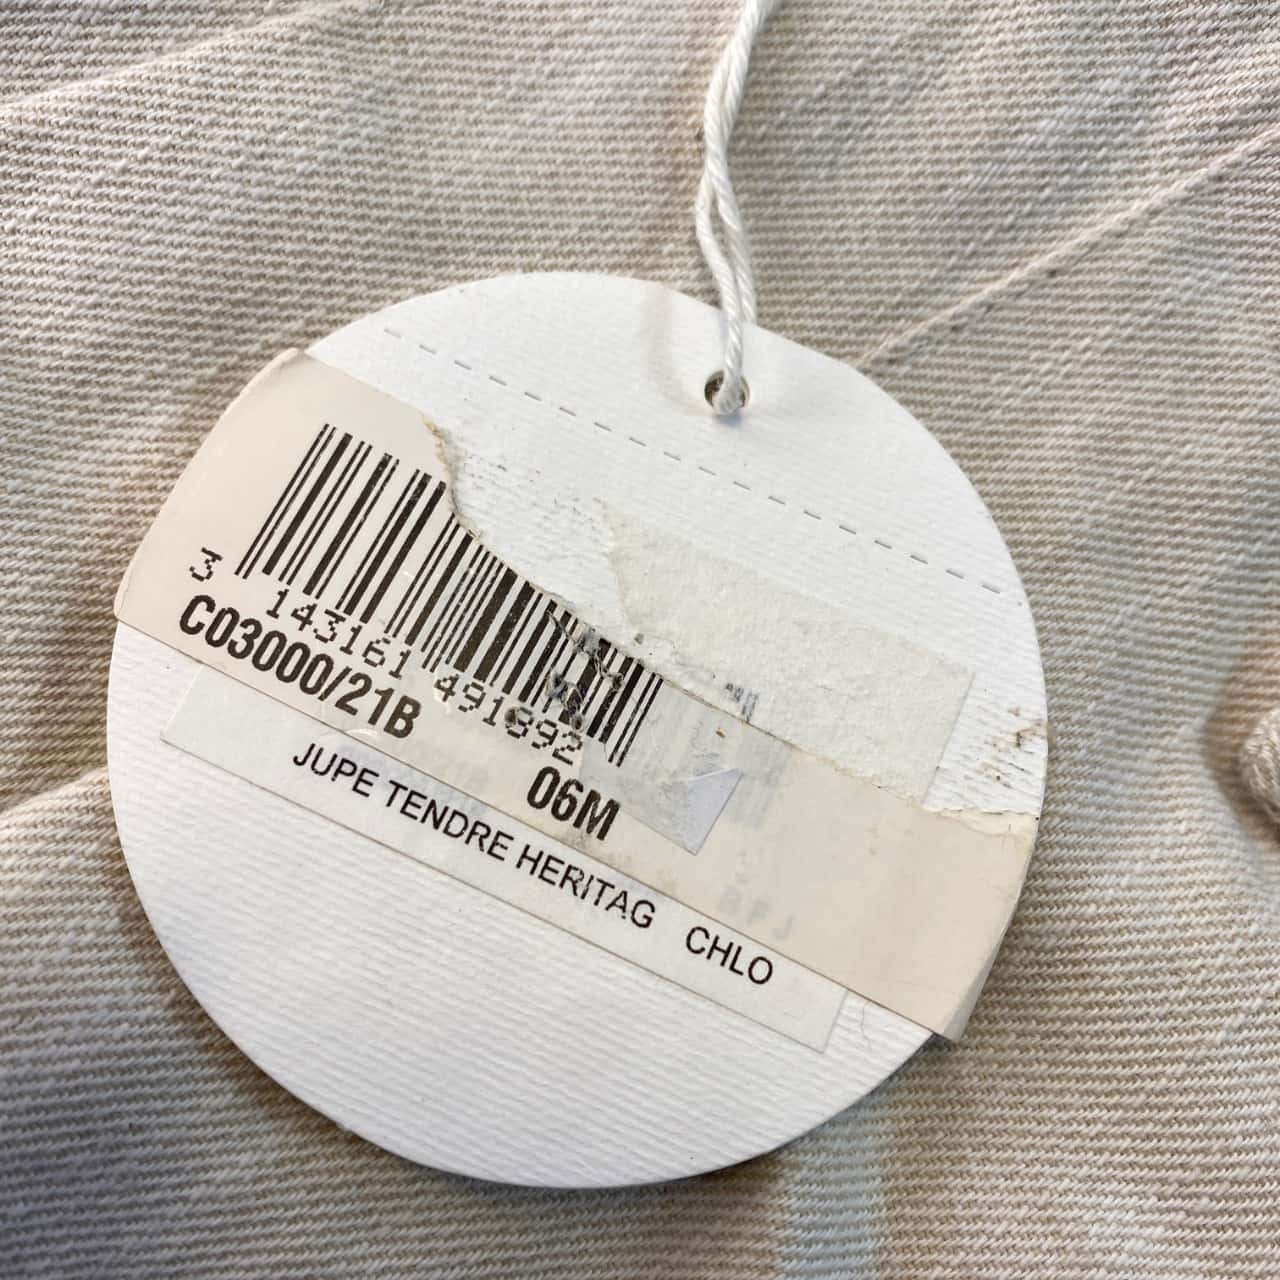 3 143161 491892
C03000/21B
06M
JUPE TENDRE HERITAG CHLO